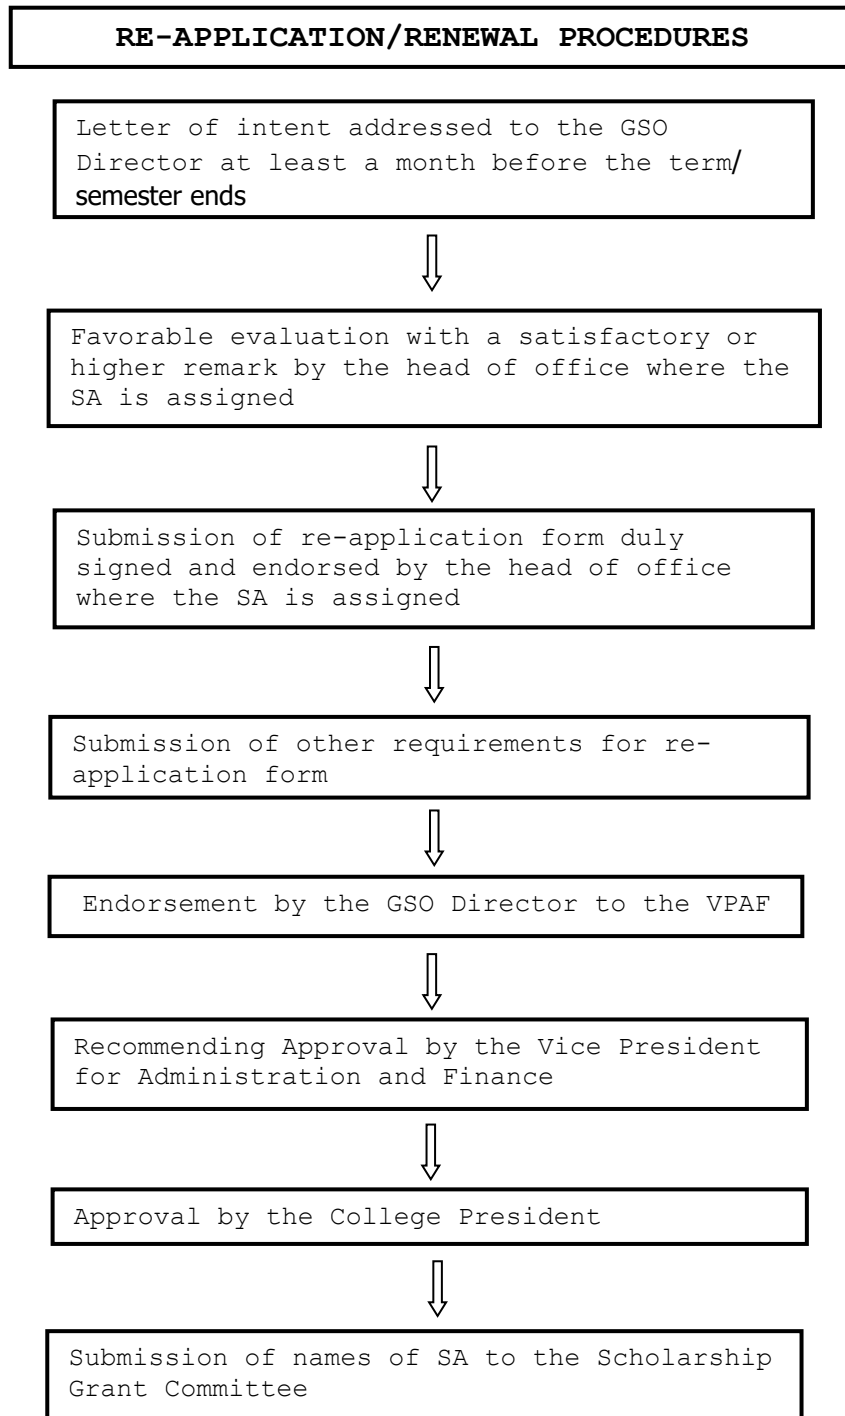 RE-APPLICATION/RENEWAL PROCEDURES
Letter of intent addressed to the GSO
Director at least a month before the term/
semester ends
Favorable evaluation with a satisfactory or
higher remark by the head of office where the
SA is assigned
Submission of re-application form duly
signed and endorsed by the head of office
where the SA is assigned
Submission of other requirements for re-
application form
Endorsement by the GSO Director to the VPAF
Recommending Approval by the Vice President
for Administration and Finance
Approval by the College President
Submission of names of SA to the Scholarship
Grant Committee